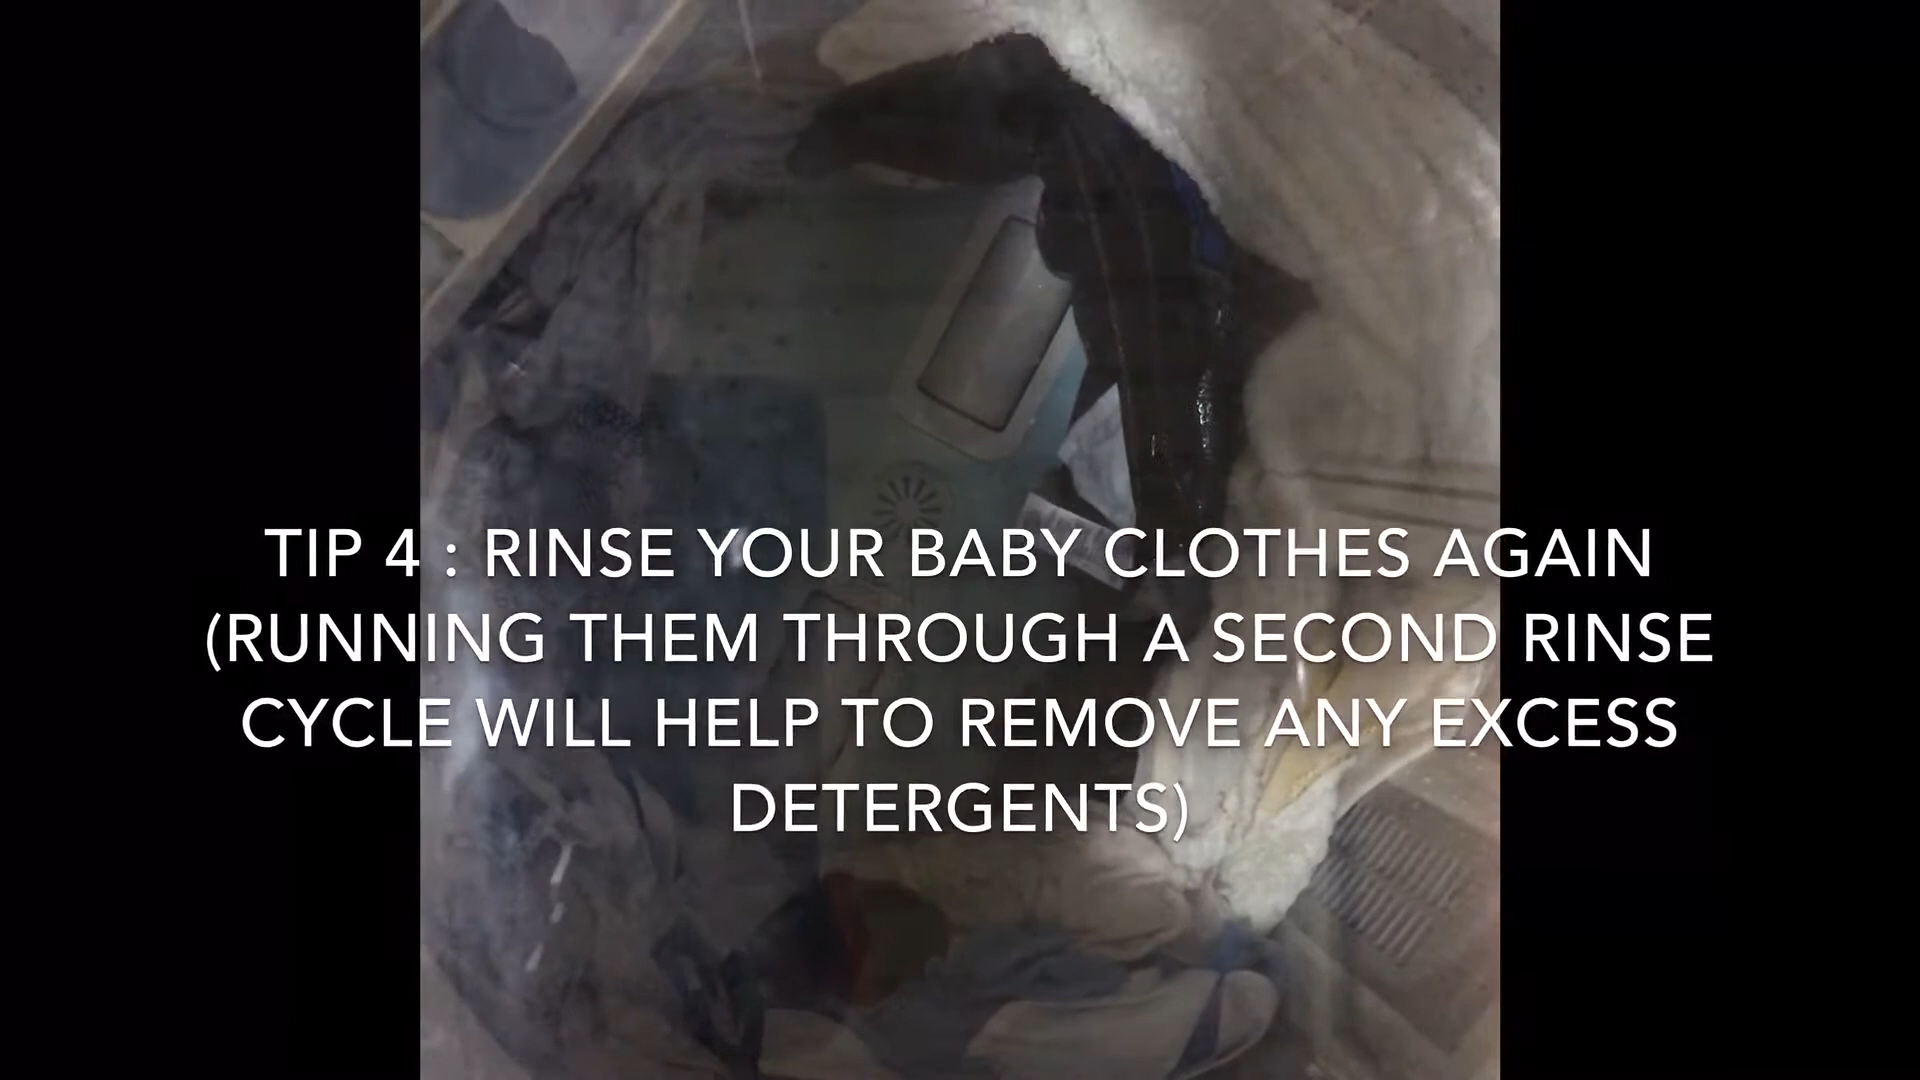 TIP 4 : RINSE YOUR BABY CLOTHES AGAIN
(RUNNING THEM THROUGH A SECOND RINSE
CYCLE WILL HELP TO REMOVE ANY EXCESS
DETERGENTS)